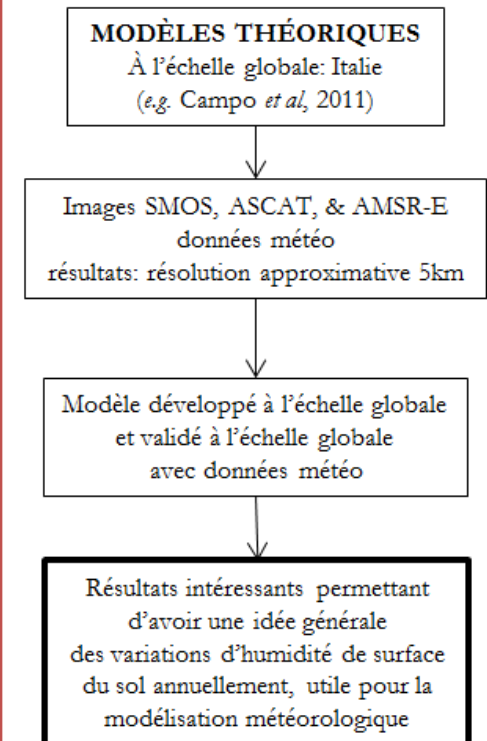 MODÈLES THÉORIQUES
À l'échelle globale: Italie
(e.g. Campo et al, 2011)
Images SMOS, ASCAT, & AMSR-E
données météo
résultats: résolution approximative 5km
Modèle développé à l'échelle globale
et validé à l'échelle globale
avec données météo
Résultats intéressants permettant
d'avoir une idée générale
des variations d'humidité de surface
du sol annuellement, utile pour la
modélisation météorologique